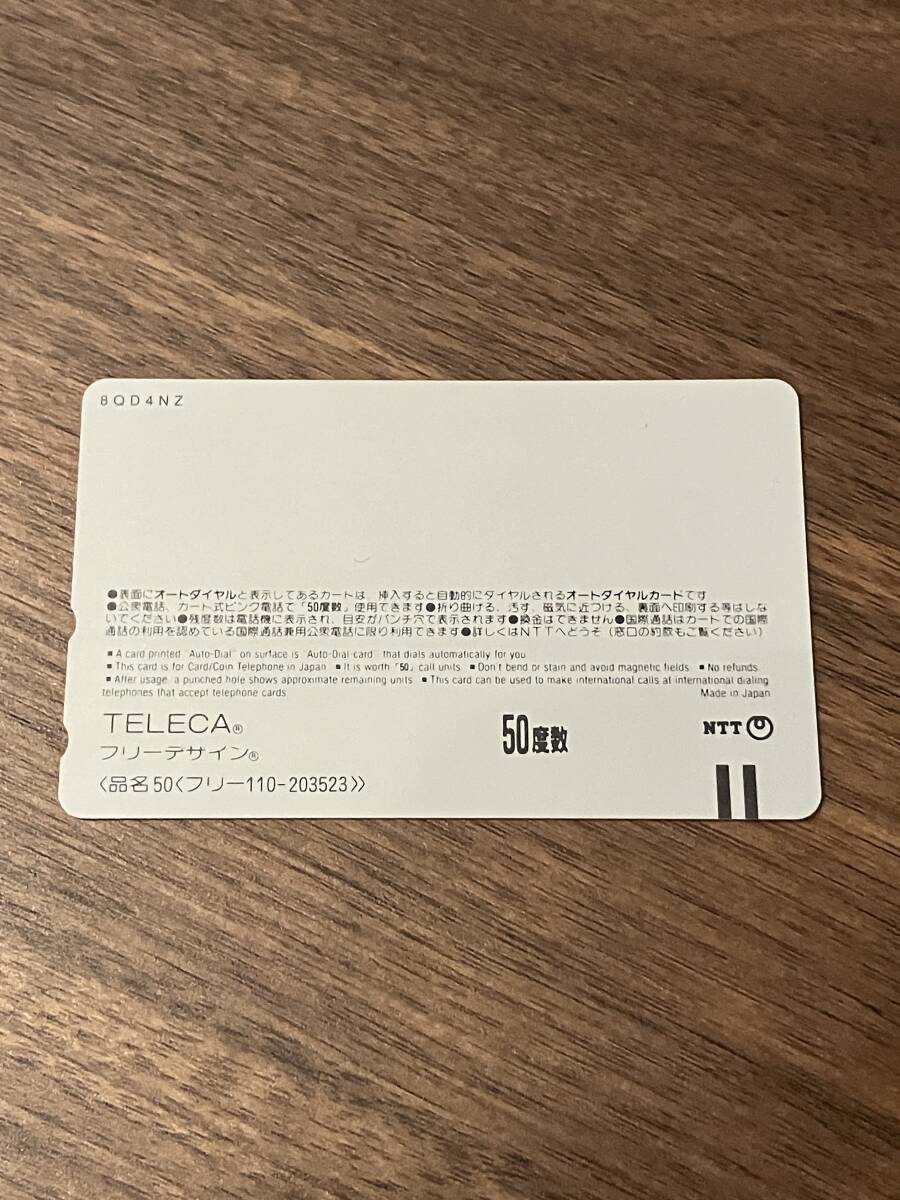 8QD4NZ
●表面にオートダイヤルと表示してあるカードは、挿入すると自動的にダイヤルされるオートダイヤルカードです
●公衆電話、カード式ピンク電話で「50度数」使用できます●折り曲げる、汚す、磁気に近づける、裏面へ印刷する等はしな
いでください●残度数は電話機に表示され、目安がパンチ穴で表示されます●換金はできません●国際通話はカードでの国際
通話の利用を認めている国際通話兼用公衆電話に限り利用できます●詳しくはNTTへどうぞ（窓口の約款もご覧ください）
■ A card printed "Auto-Dial" on surface is "Auto-Dial-card" that dials automatically for you
■ This card is for Card/Coin Telephone in Japan ■ It is worth「50」call units ■ Don't bend or stain and avoid magnetic fields ■ No refunds
■ After usage, a punched hole shows approximate remaining units ■ This card can be used to make international calls at international dialing
telephones that accept telephone cards Made in Japan
TELECA®
フリーデザイン®
50度数
NTT
〈品名50〈フリー110-203523〉〉